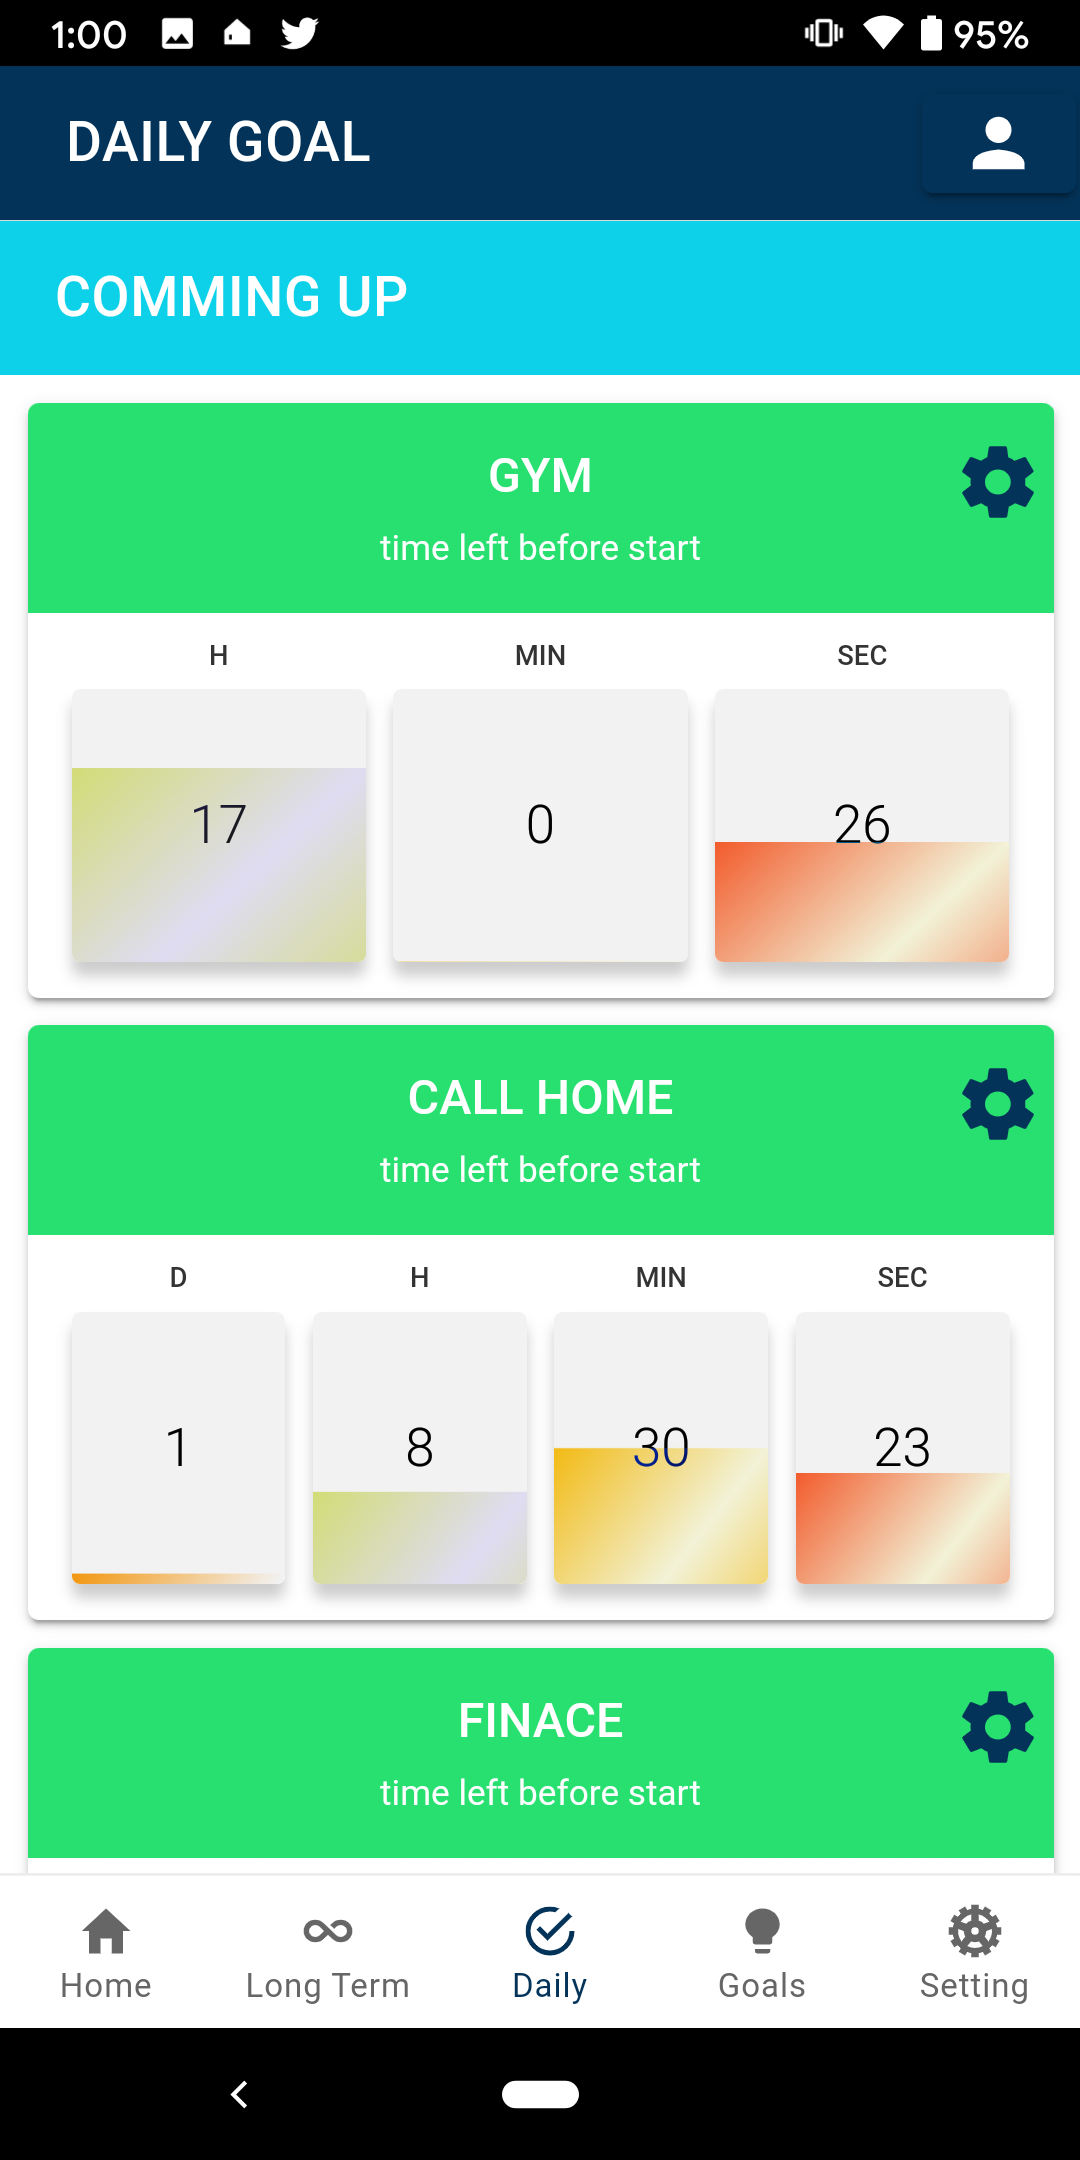 1:00 95%
DAILY GOAL
COMMING UP
GYM
time left before start
H MIN SEC
17 0 26
CALL HOME
time left before start
D H MIN SEC
1 8 30 23
FINACE
time left before start
Home Long Term Daily Goals Setting